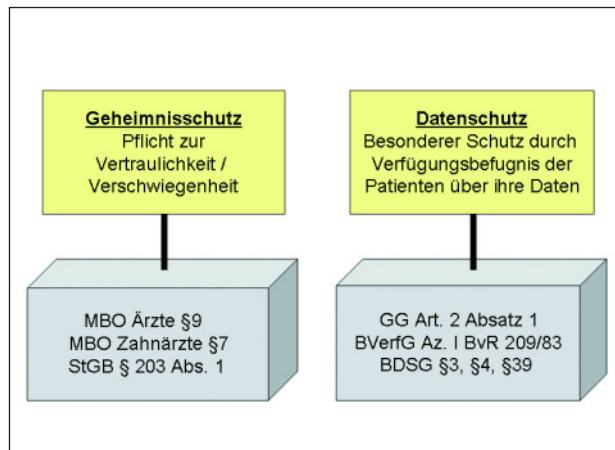 Geheimnisschutz
Pflicht zur
Vertraulichkeit /
Verschwiegenheit
Datenschutz
Besonderer Schutz durch
Verfügungsbefugnis der
Patienten über ihre Daten
MBO Ärzte §9
MBO Zahnärzte §7
StGB § 203 Abs. 1
GG Art. 2 Absatz 1
BVerfG Az. I BvR 209/83
BDSG §3, §4, §39